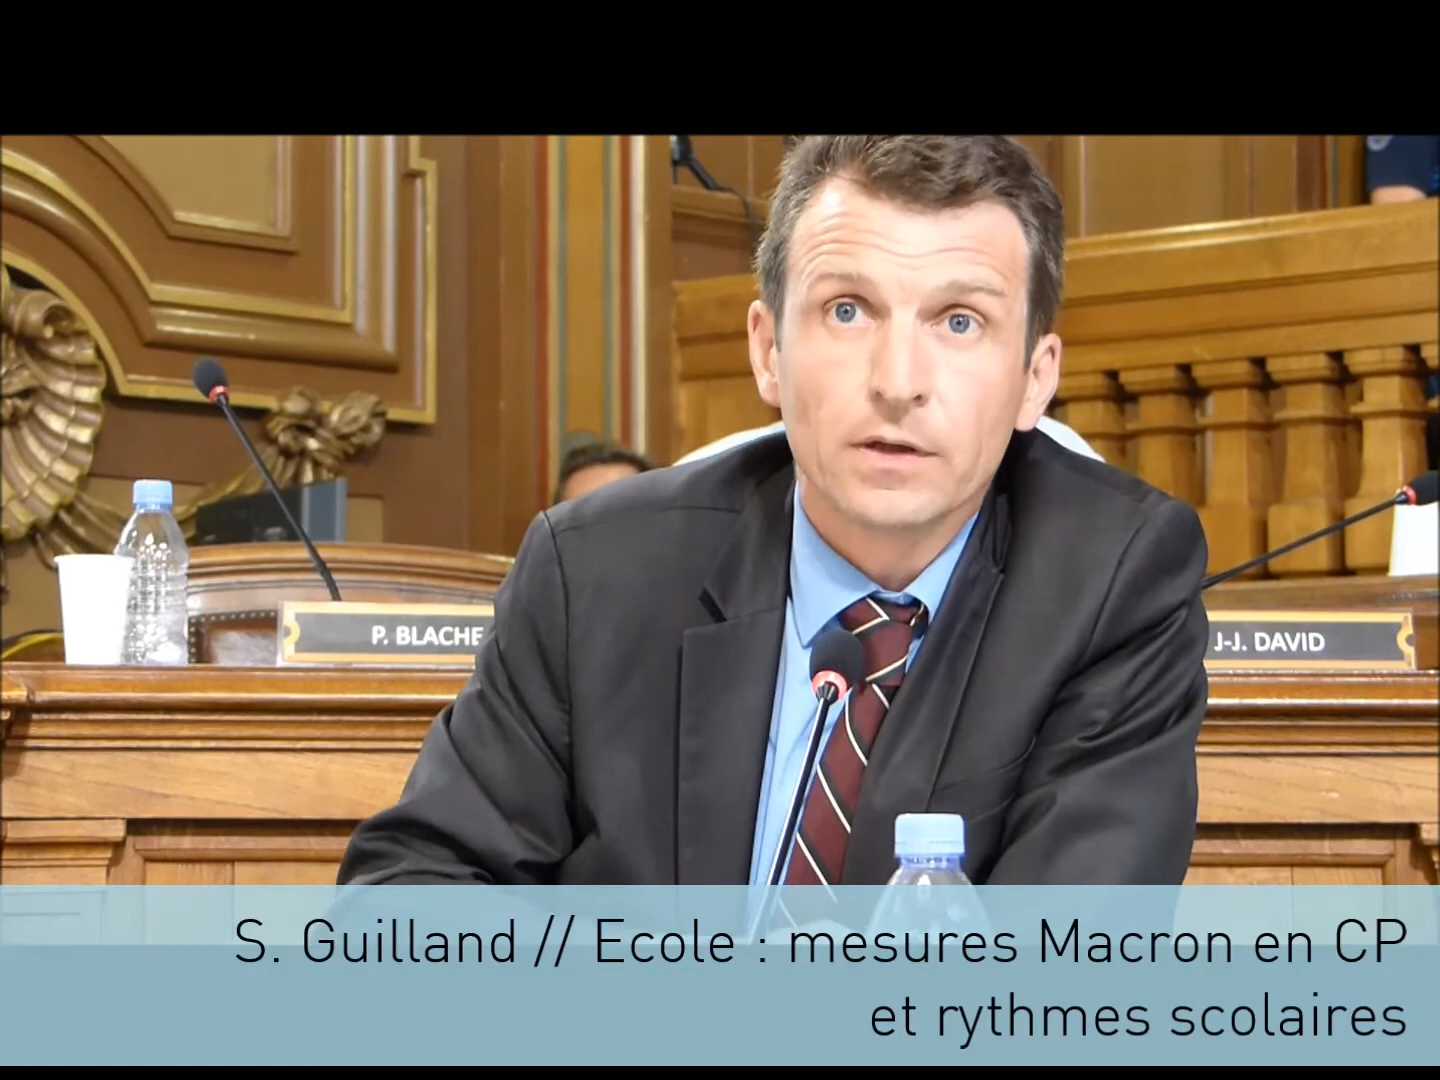 P. BLACHE
J-J. DAVID
S. Guilland // Ecole : mesures Macron en CP
et rythmes scolaires